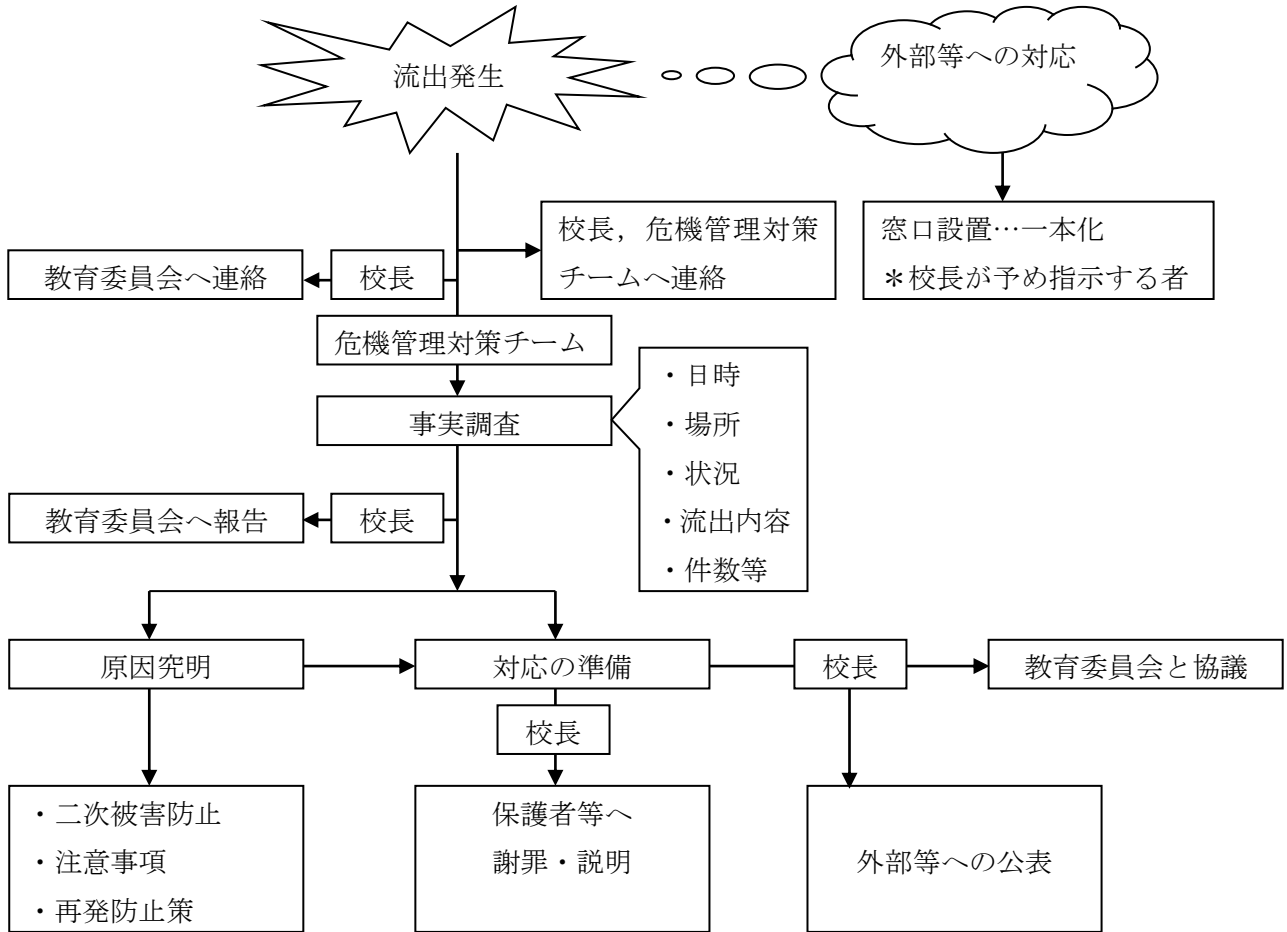 流出発生
外部等への対応
校長，危機管理対策
チームへ連絡
窓口設置…一本化
＊校長が予め指示する者
教育委員会へ連絡
校長
危機管理対策チーム
事実調査
・日時
・場所
・状況
・流出内容
・件数等
教育委員会へ報告
校長
原因究明
対応の準備
校長
教育委員会と協議
校長
・二次被害防止
・注意事項
・再発防止策
保護者等へ
謝罪・説明
外部等への公表